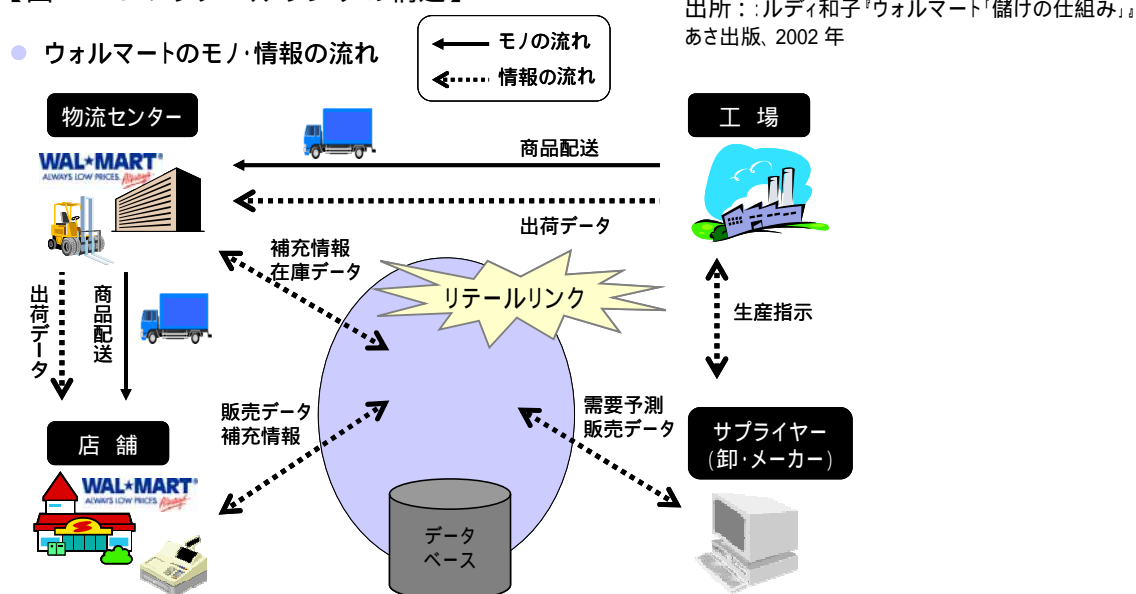 出所：:ルディ和子『ウォルマート「儲けの仕組み」』
あさ出版、2002 年
ウォルマートのモノ・情報の流れ
モノの流れ
情報の流れ
物流センター
工 場
WAL★MART
ALWAYS LOW PRICES. Always
商品配送
出荷データ
補充情報
在庫データ
リテールリンク
生産指示
出荷データ
商品配送
販売データ
補充情報
需要予測
販売データ
店 舗
サプライヤー
(卸・メーカー)
WAL★MART
ALWAYS LOW PRICES Always
S
データ
ベース